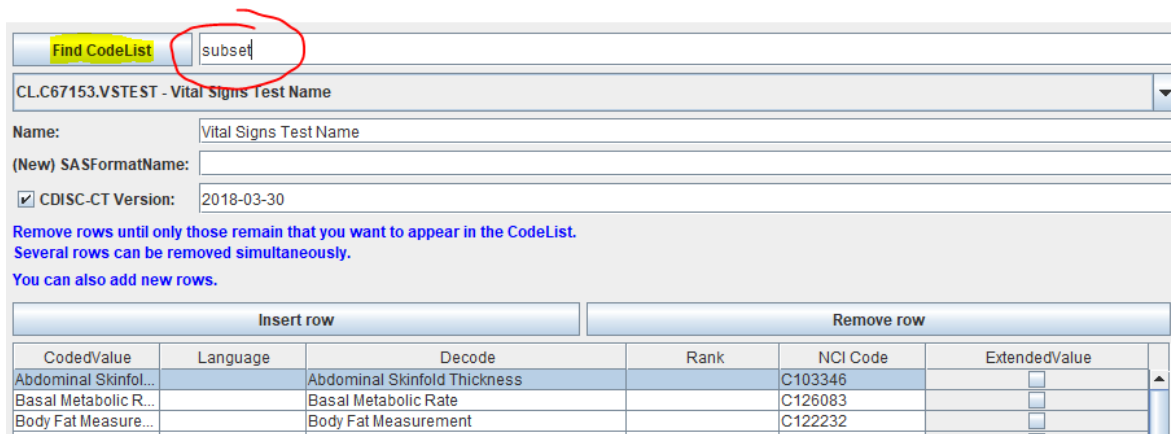 Find CodeList subset
CL.C67153.VSTEST - Vital Signs Test Name
Name: Vital Signs Test Name
(New) SASFormatName:
CDISC-CT Version: 2018-03-30
Remove rows until only those remain that you want to appear in the CodeList.
Several rows can be removed simultaneously.
You can also add new rows.
Insert row Remove row
CodedValue Language Decode Rank NCI Code ExtendedValue
Abdominal Skinfol... Abdominal Skinfold Thickness C103346
Basal Metabolic R... Basal Metabolic Rate C126083
Body Fat Measure... Body Fat Measurement C122232